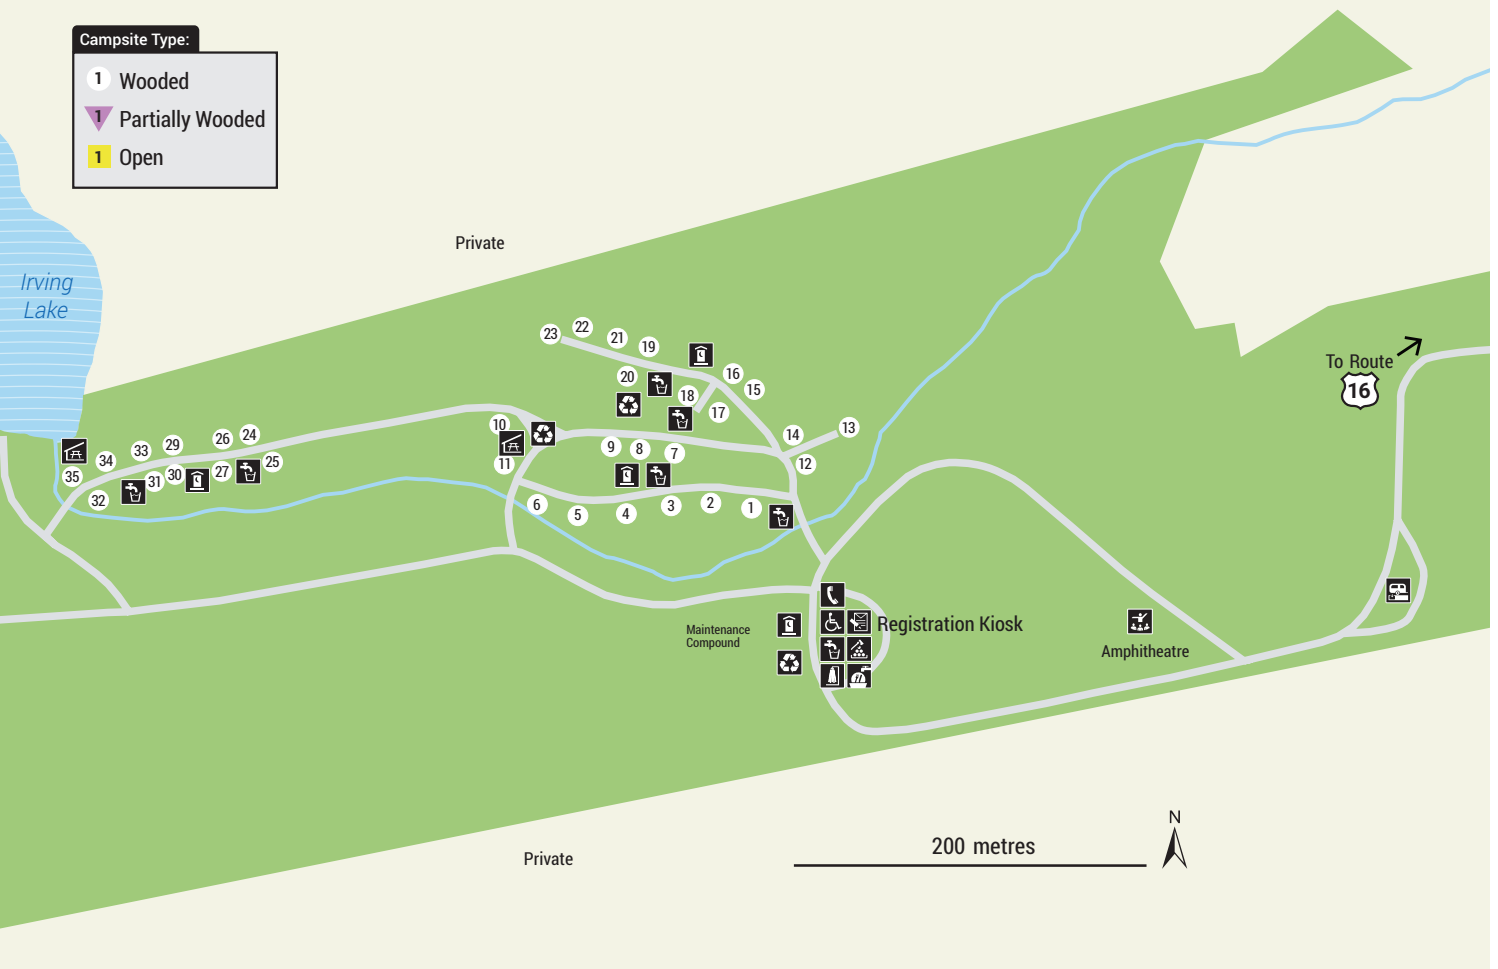 Campsite Type:
1 Wooded
1 Partially Wooded
1 Open
Irving
Lake
Private
23
22
21
19
20
18
16
15
17
14
13
12
10
11
9
8
7
6
5
4
3
2
1
24
26
29
33
34
35
32
31
30
27
25
To Route
16
Maintenance
Compound
Registration Kiosk
Amphitheatre
Private
200 metres
N